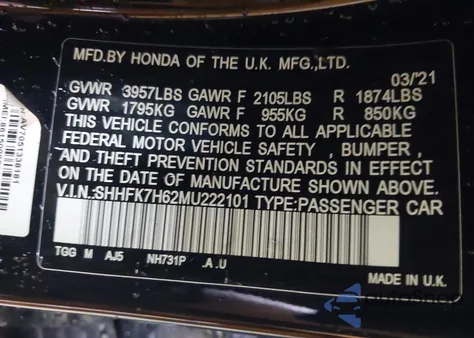 MFD.BY HONDA OF THE U.K. MFG.,LTD.
03/'21
GVWR 3957LBS GAWR F 2105LBS R 1874LBS
GVWR 1795KG GAWR F 955KG R 850KG
THIS VEHICLE CONFORMS TO ALL APPLICABLE
FEDERAL MOTOR VEHICLE SAFETY , BUMPER ,
AND THEFT PREVENTION STANDARDS IN EFFECT
ON THE DATE OF MANUFACTURE SHOWN ABOVE.
V.I.N.:SHHFK7H62MU222101 TYPE:PASSENGER CAR
TGG M AJ5 NH731P .A.U
MADE IN U.K.